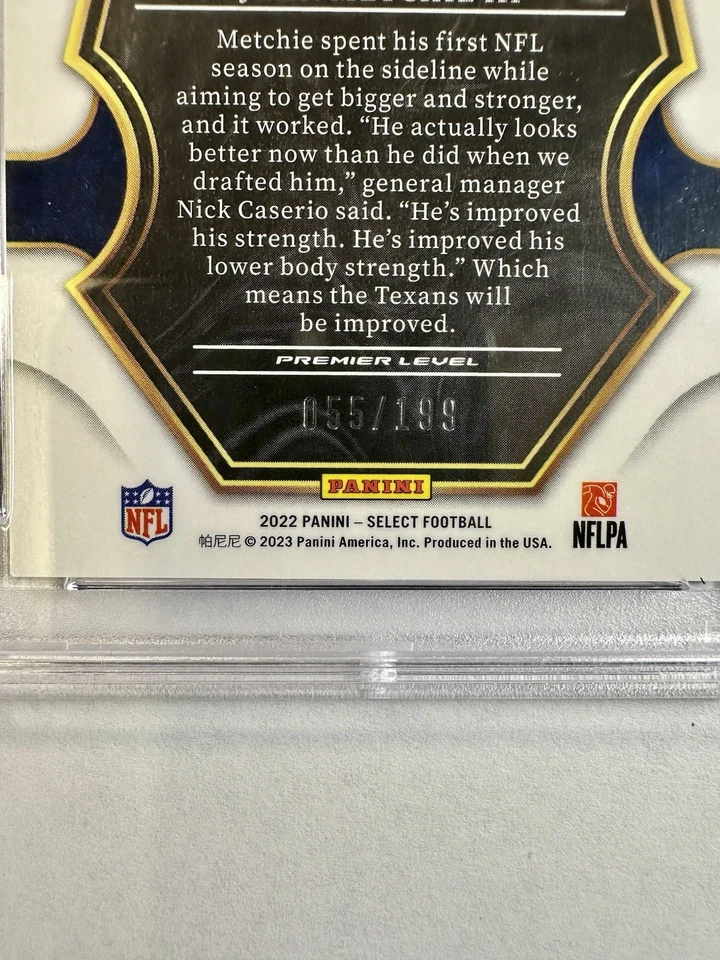 Metchie spent his first NFL
season on the sideline while
aiming to get bigger and stronger,
and it worked. “He actually looks
better now than he did when we
drafted him,” general manager
Nick Caserio said. “He’s improved
his strength. He’s improved his
lower body strength.” Which
means the Texans will
be improved.
PREMIER LEVEL
055/199
PANINI
NFL
2022 PANINI – SELECT FOOTBALL
帕尼尼 © 2023 Panini America, Inc. Produced in the USA.
NFLPA